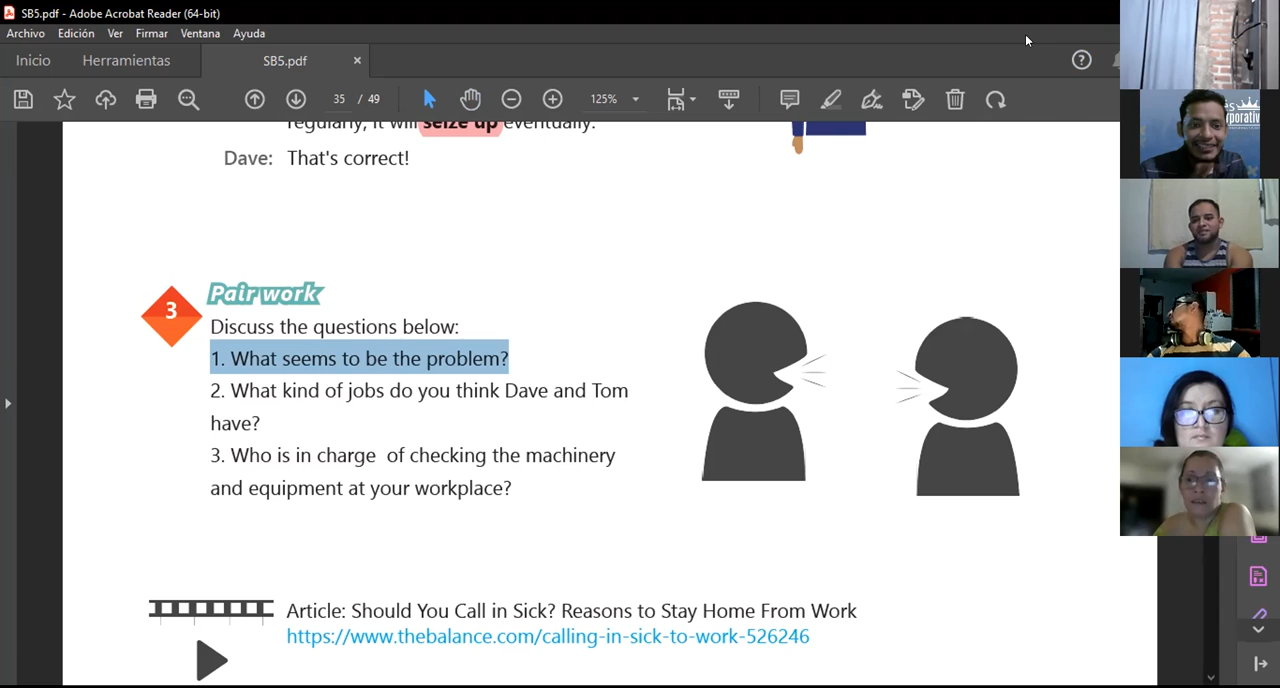 SB5.pdf - Adobe Acrobat Reader (64-bit)
Archivo Edición Ver Firmar Ventana Ayuda
Inicio Herramientas SB5.pdf ×
35 / 49 125%
regularly, it will seize up eventually.
Dave: That's correct!
3 Pair work
Discuss the questions below:
1. What seems to be the problem?
2. What kind of jobs do you think Dave and Tom
have?
3. Who is in charge of checking the machinery
and equipment at your workplace?
Article: Should You Call in Sick? Reasons to Stay Home From Work
https://www.thebalance.com/calling-in-sick-to-work-526246